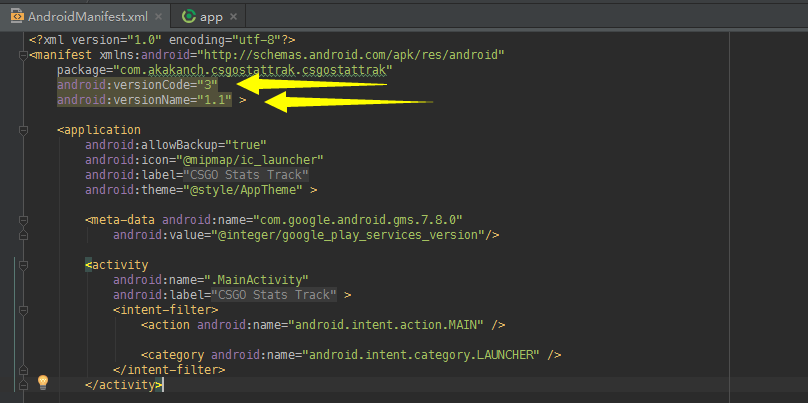 AndroidManifest.xml × app ×
<?xml version="1.0" encoding="utf-8"?>
<manifest xmlns:android="http://schemas.android.com/apk/res/android"
package="com.akakanch.csgostattrak.csgostattrak"
android:versionCode="3"
android:versionName="1.1" >
<application
android:allowBackup="true"
android:icon="@mipmap/ic_launcher"
android:label="CSGO Stats Track"
android:theme="@style/AppTheme" >
<meta-data android:name="com.google.android.gms.7.8.0"
android:value="@integer/google_play_services_version"/>
<activity
android:name=".MainActivity"
android:label="CSGO Stats Track" >
<intent-filter>
<action android:name="android.intent.action.MAIN" />
<category android:name="android.intent.category.LAUNCHER" />
</intent-filter>
</activity>